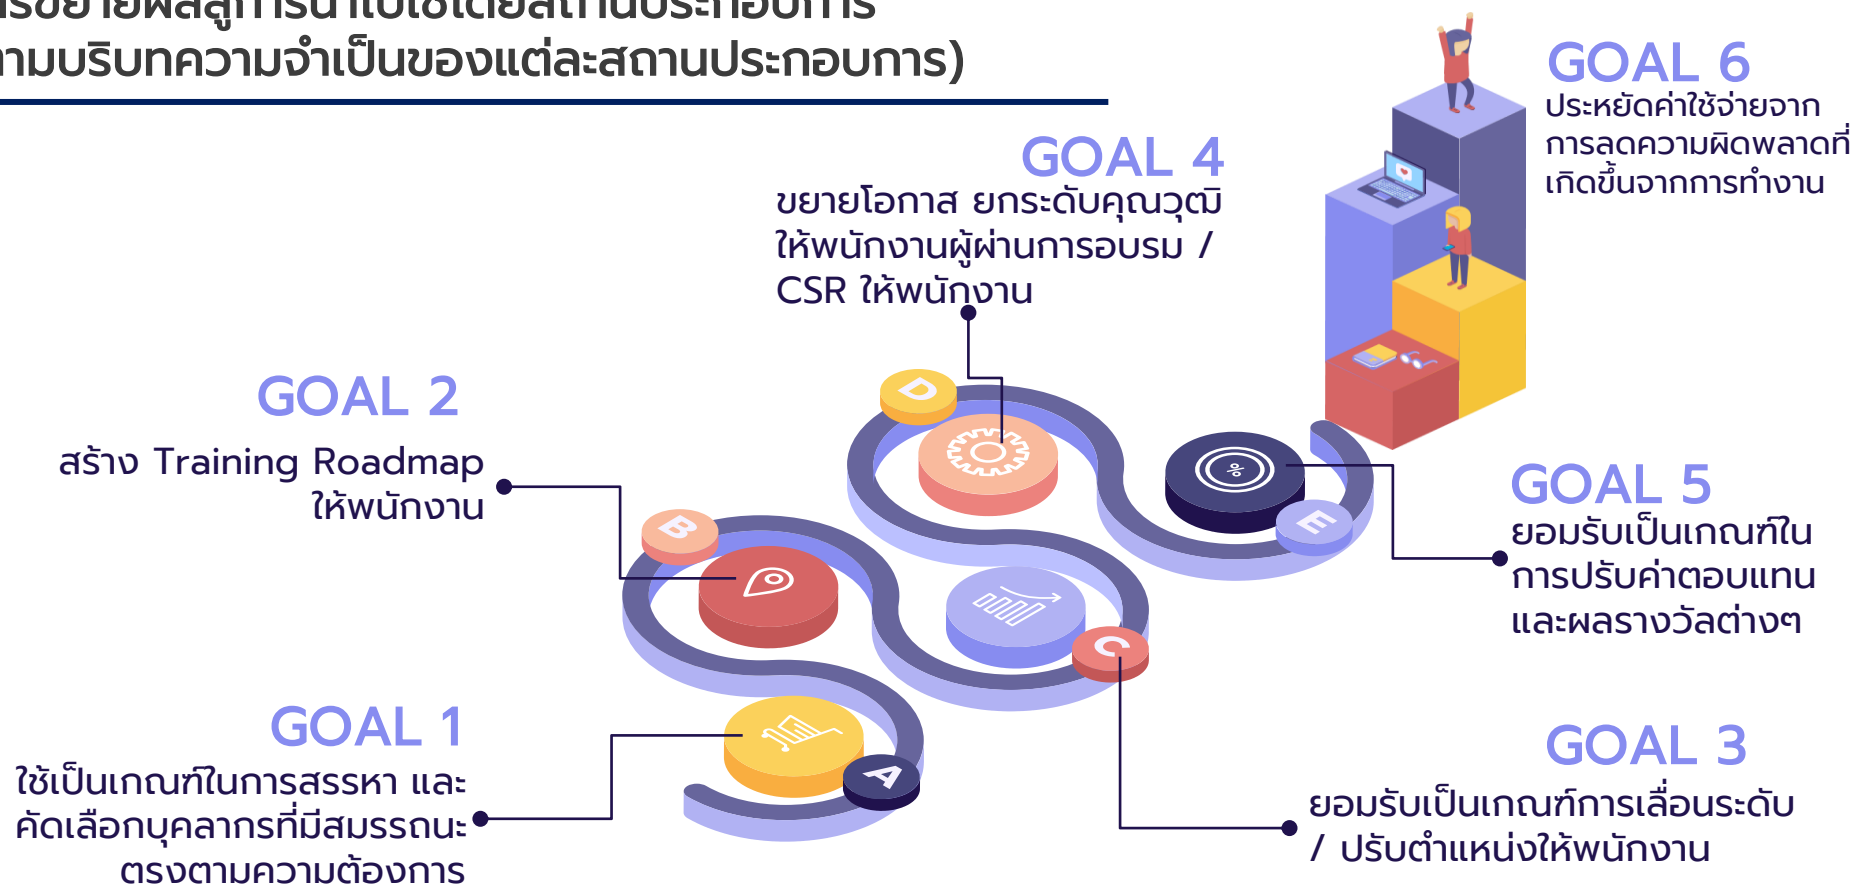 ตามบริบทความจำเป็นของแต่ละสถานประกอบการ)
GOAL 6
ประหยัดค่าใช้จ่ายจาก
การลดความผิดพลาดที่
เกิดขึ้นจากการทำงาน
GOAL 4
ขยายโอกาส ยกระดับคุณวุฒิ
ให้พนักงานผู้ผ่านการอบรม /
CSR ให้พนักงาน
GOAL 2
สร้าง Training Roadmap
ให้พนักงาน
GOAL 5
ยอมรับเป็นเกณฑ์ใน
การปรับค่าตอบแทน
และผลรางวัลต่างๆ
GOAL 1
ใช้เป็นเกณฑ์ในการสรรหา และ
คัดเลือกบุคลากรที่มีสมรรถนะ
ตรงตามความต้องการ
GOAL 3
ยอมรับเป็นเกณฑ์การเลื่อนระดับ
/ ปรับตำแหน่งให้พนักงาน
D
%
E
B
C
A